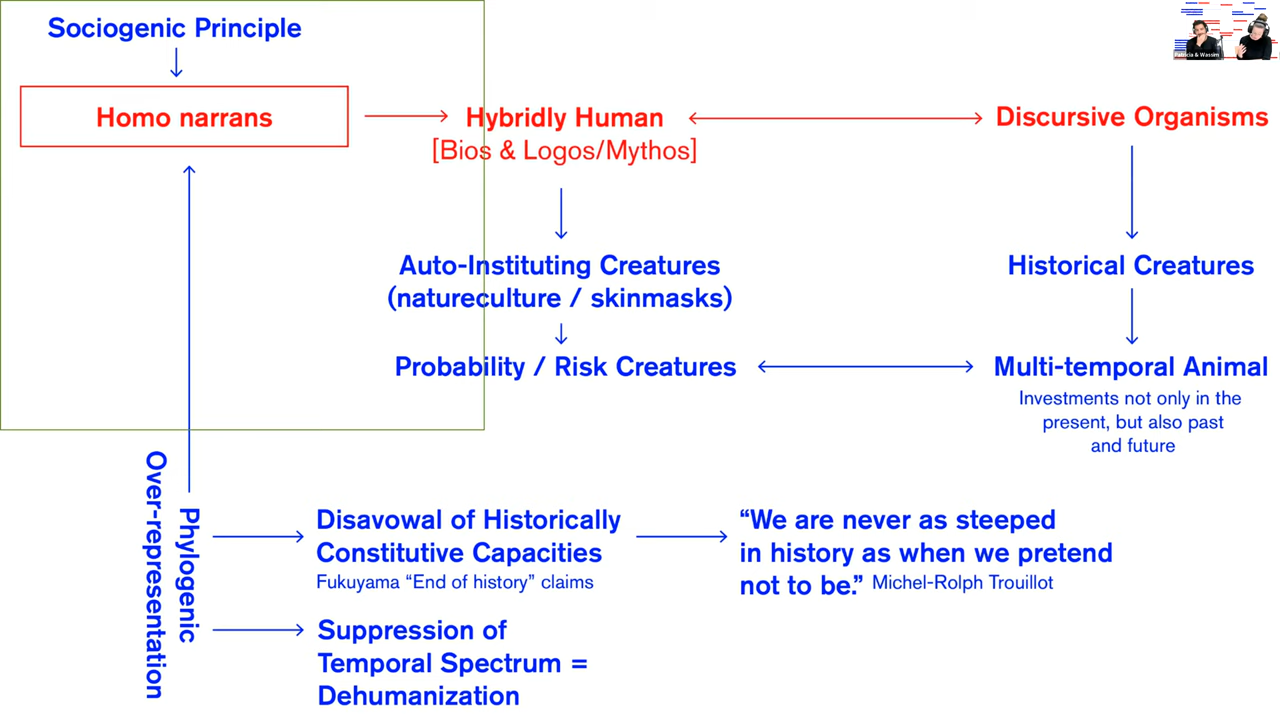 Sociogenic Principle
Homo narrans
Hybridly Human
[Bios & Logos/Mythos]
Discursive Organisms
Auto-Instituting Creatures
(natureculture / skinmasks)
Historical Creatures
Probability / Risk Creatures
Multi-temporal Animal
Investments not only in the
present, but also past
and future
Phylogenic
Over-representation
Disavowal of Historically
Constitutive Capacities
Fukuyama “End of history” claims
“We are never as steeped
in history as when we pretend
not to be.” Michel-Rolph Trouillot
Suppression of
Temporal Spectrum =
Dehumanization
Patricia & Wassim